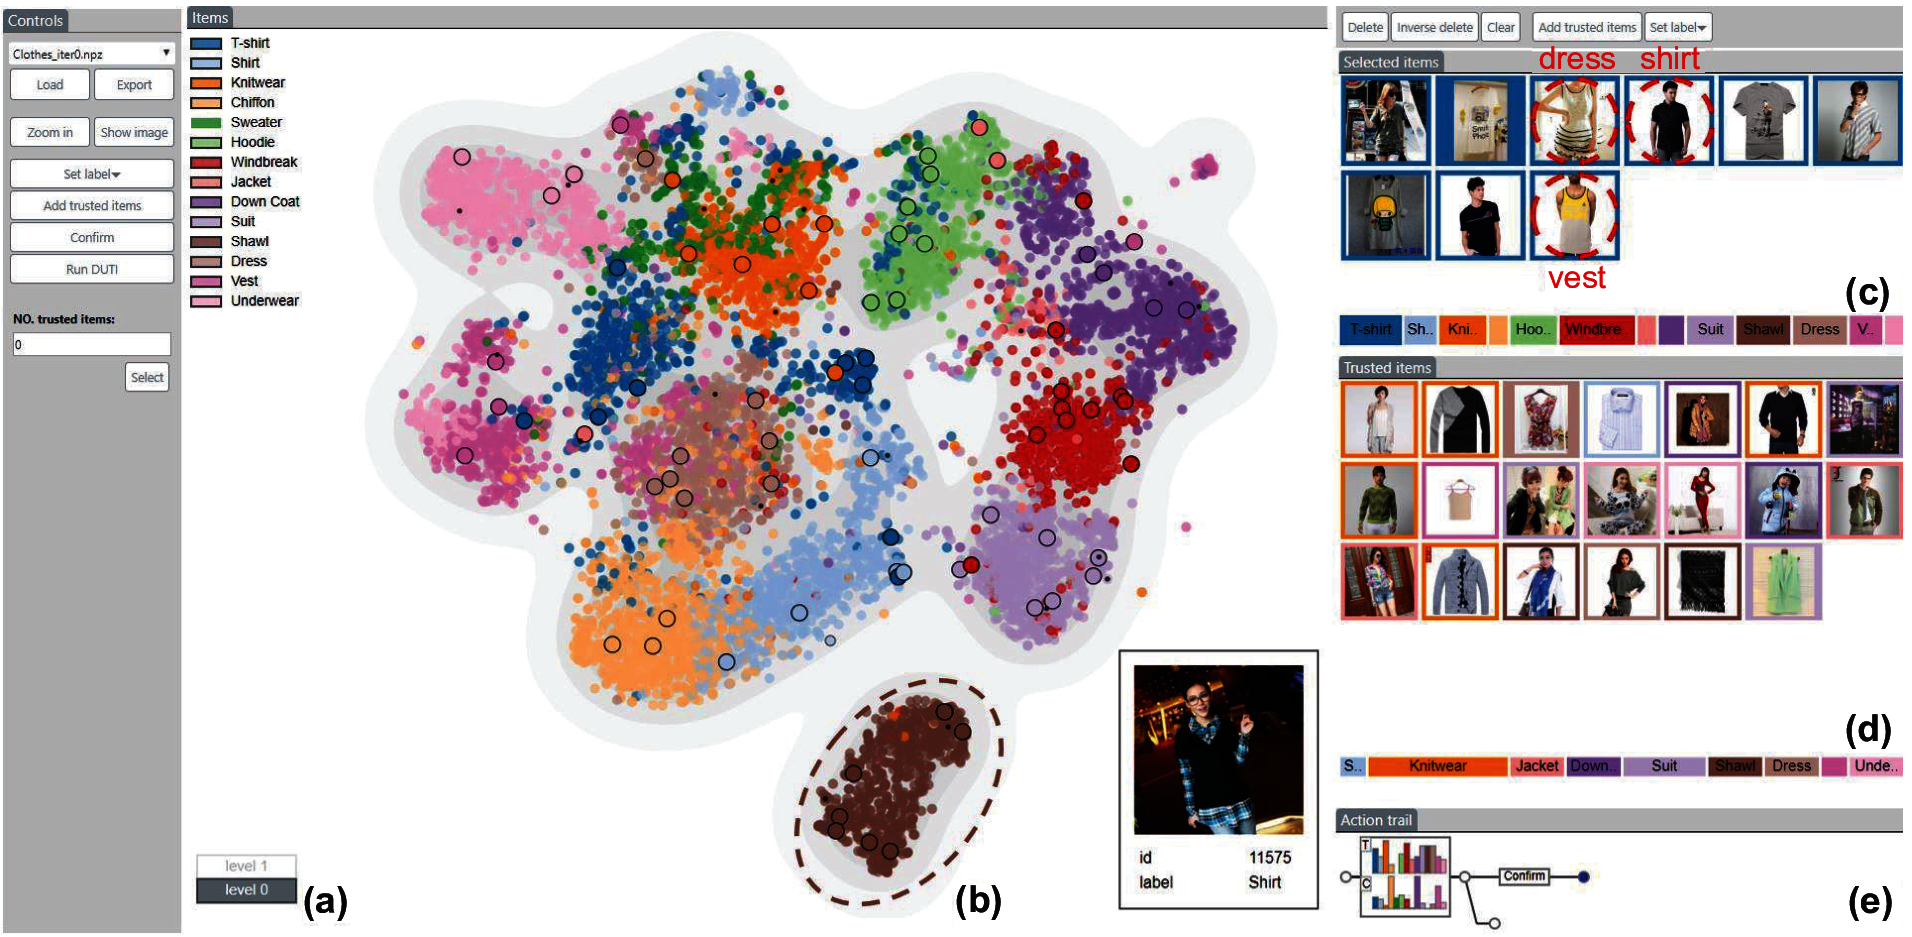 Controls
Clothes_iter0.npz
Load
Export
Zoom in
Show image
Set label
Add trusted items
Confirm
Run DUTI
NO. trusted items:
0
Select
Items
T-shirt
Shirt
Knitwear
Chiffon
Sweater
Hoodie
Windbreak
Jacket
Down Coat
Suit
Shawl
Dress
Vest
Underwear
level 1
level 0
(a)
(b)
id 11575
label Shirt
Delete
Inverse delete
Clear
Add trusted items
Set label
Selected items
dress shirt
vest
(c)
T-shirt Sh.. Kni.. Hoo.. Windbre.. Suit Shawl Dress V.. it
Trusted items
(d)
S.. Knitwear Jacket Down.. Suit Shawl Dress Unde..
Action trail
T
C
Confirm
(e)